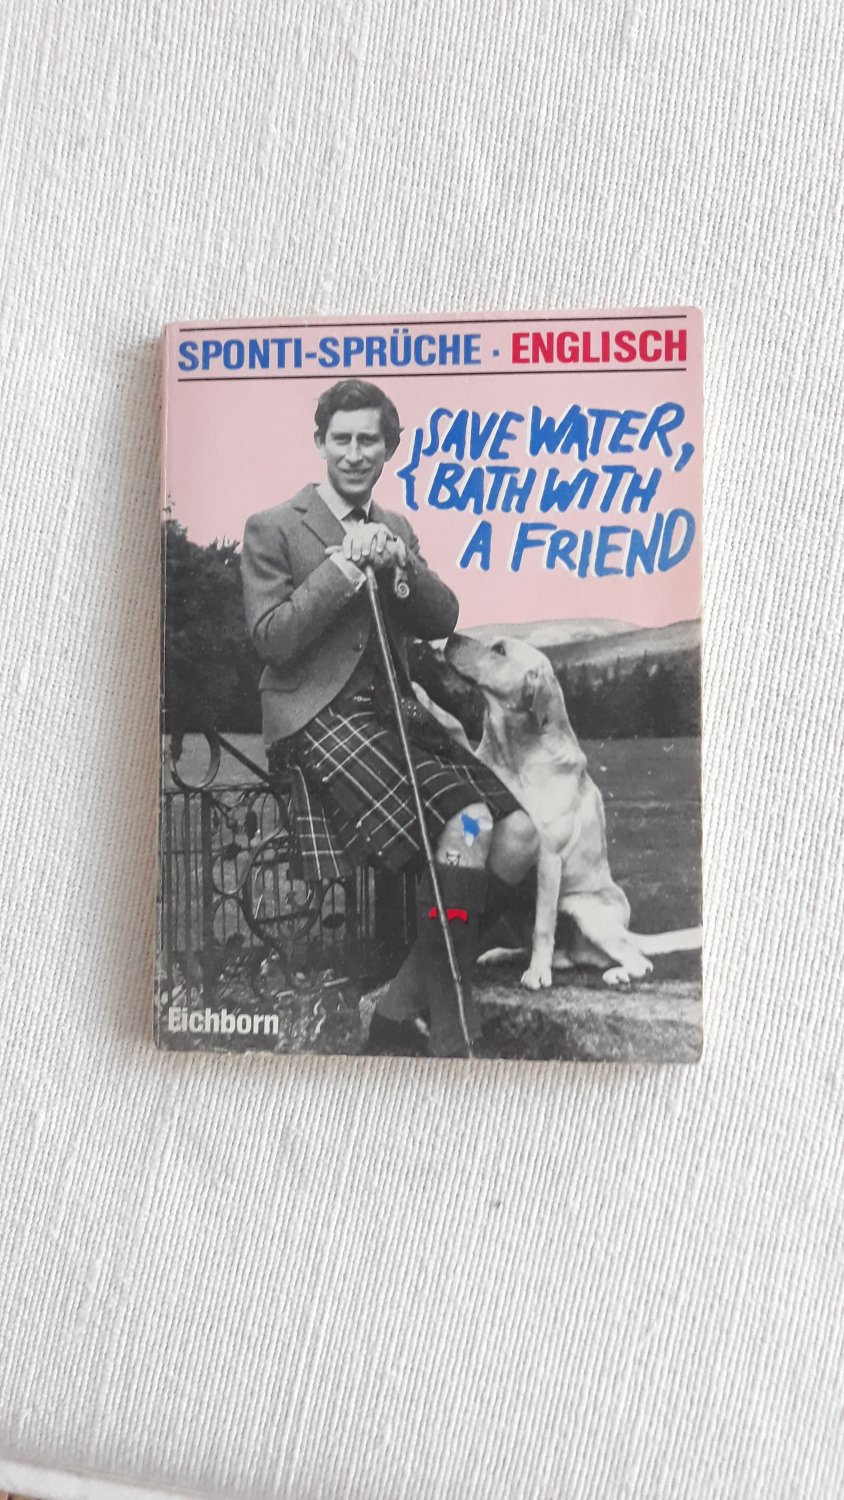 SPONTI-SPRÜCHE · ENGLISCH
SAVE WATER,
BATH WITH
A FRIEND
Eichborn